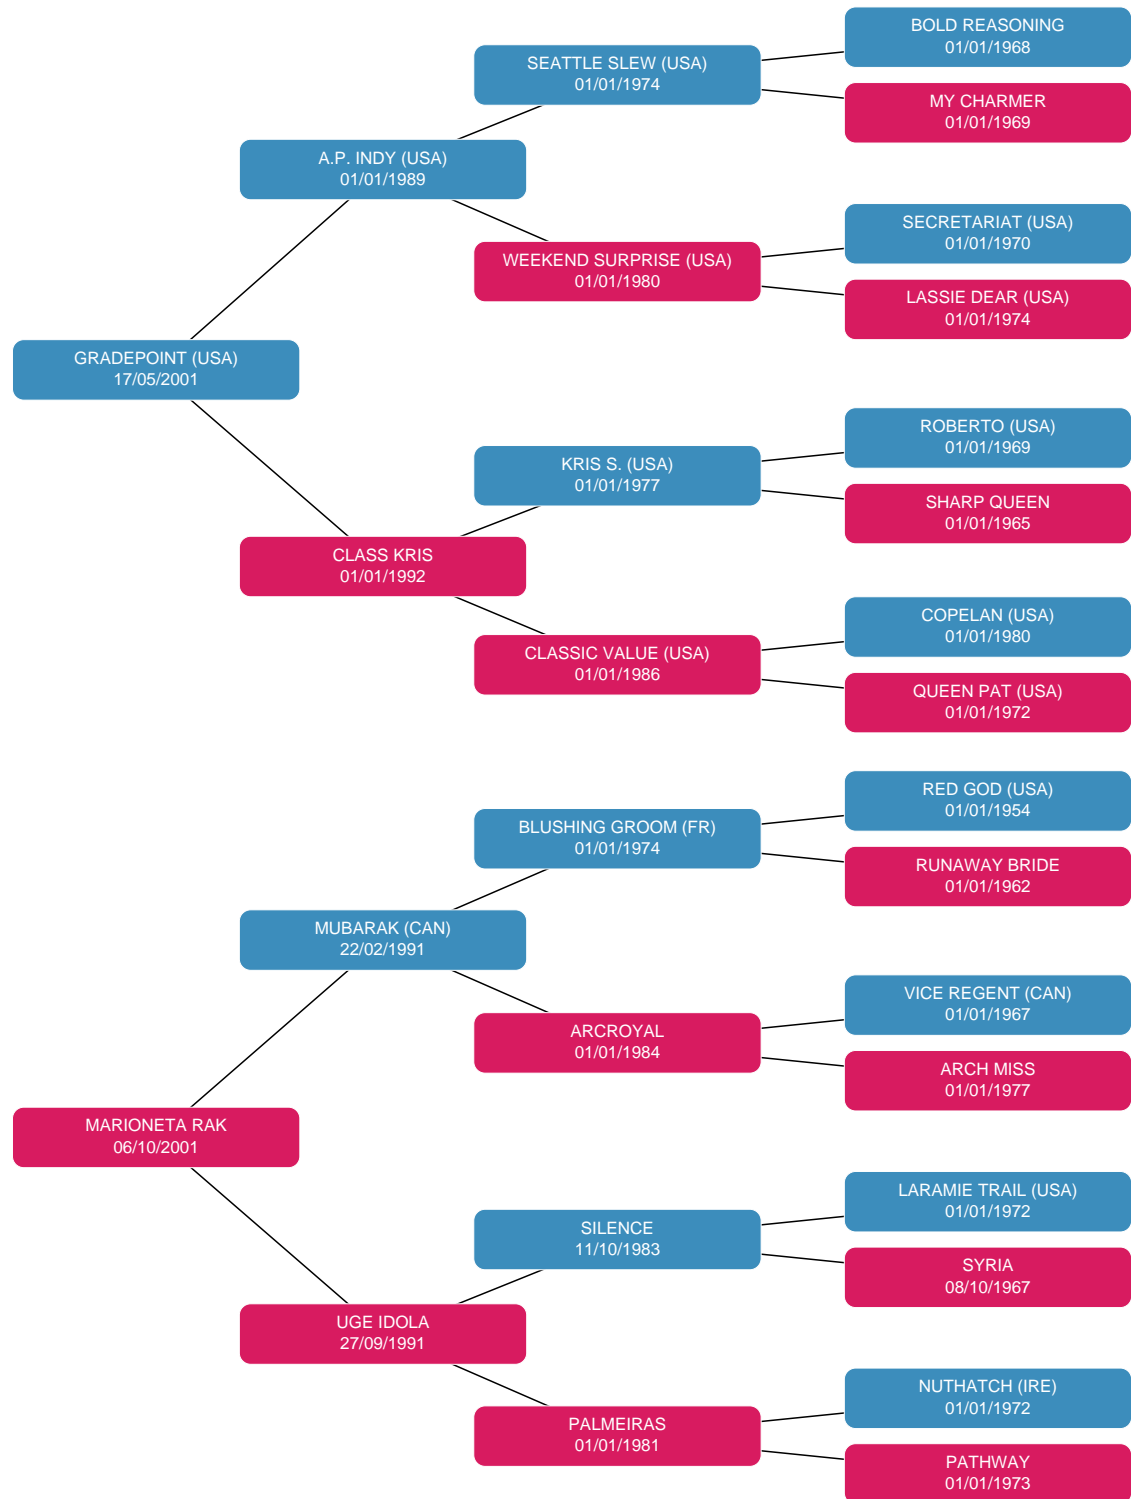 BOLD REASONING
01/01/1968
SEATTLE SLEW (USA)
01/01/1974
MY CHARMER
01/01/1969
A.P. INDY (USA)
01/01/1989
SECRETARIAT (USA)
01/01/1970
WEEKEND SURPRISE (USA)
01/01/1980
LASSIE DEAR (USA)
01/01/1974
GRADEPOINT (USA)
17/05/2001
ROBERTO (USA)
01/01/1969
KRIS S. (USA)
01/01/1977
SHARP QUEEN
01/01/1965
CLASS KRIS
01/01/1992
COPELAN (USA)
01/01/1980
CLASSIC VALUE (USA)
01/01/1986
QUEEN PAT (USA)
01/01/1972
RED GOD (USA)
01/01/1954
BLUSHING GROOM (FR)
01/01/1974
RUNAWAY BRIDE
01/01/1962
MUBARAK (CAN)
22/02/1991
VICE REGENT (CAN)
01/01/1967
ARCROYAL
01/01/1984
ARCH MISS
01/01/1977
MARIONETA RAK
06/10/2001
LARAMIE TRAIL (USA)
01/01/1972
SILENCE
11/10/1983
SYRIA
08/10/1967
UGE IDOLA
27/09/1991
NUTHATCH (IRE)
01/01/1972
PALMEIRAS
01/01/1981
PATHWAY
01/01/1973